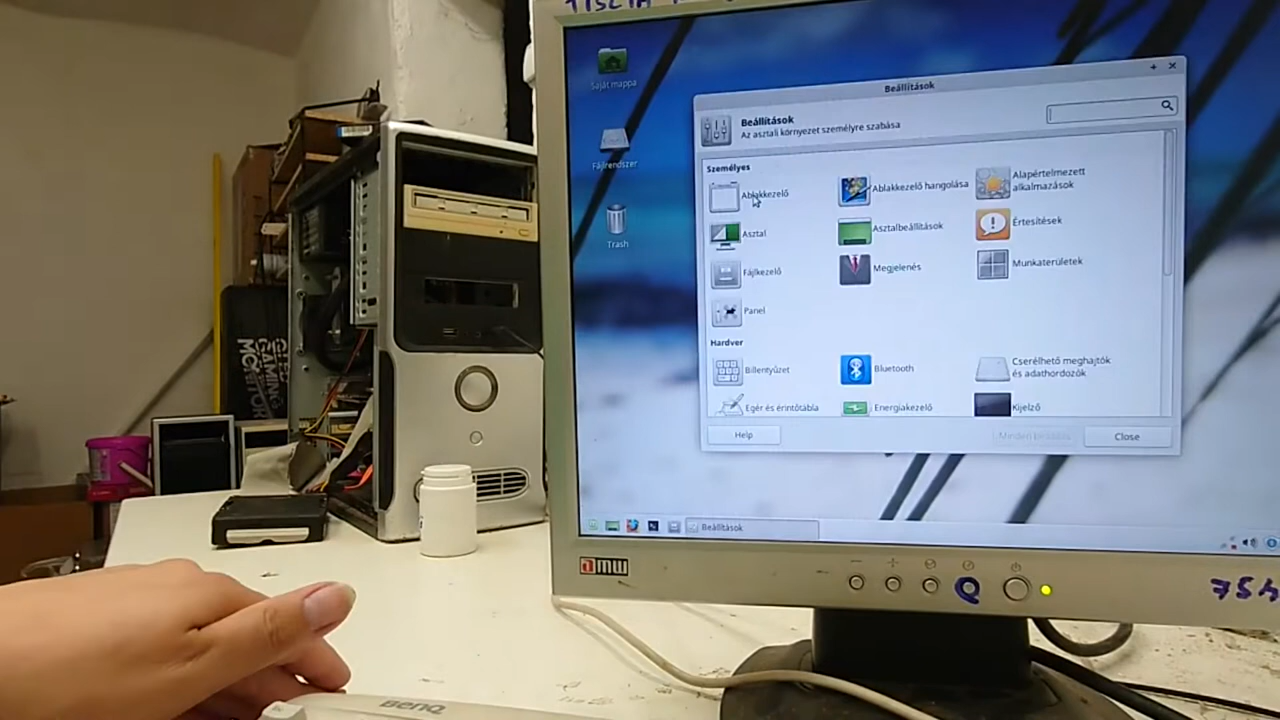 TISZTA
Saját mappa
Fájlrendszer
Trash
Beállítások
Beállítások
Az asztali környezet személyre szabása
Személyes
Ablakkezelő
Ablakkezelő hangolása
Alapértelmezett
alkalmazások
Asztal
Asztalbeállítások
Értesítések
Fájlkezelő
Megjelenés
Munkaterületek
Panel
Hardver
Billentyűzet
Bluetooth
Cserélhető meghajtók
és adathordozók
Egér és érintőtábla
Energiakezelő
Kijelző
Help
Close
Beállítások
GAMING
BenQ